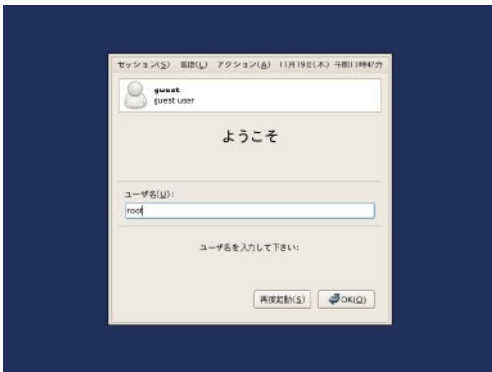 セッション(S) 言語(L) アクション(A) 11月19日(木) 午前11時47分
guest
guest user
ようこそ
ユーザ名(U):
root
ユーザ名を入力して下さい:
再度起動(S) OK(O)